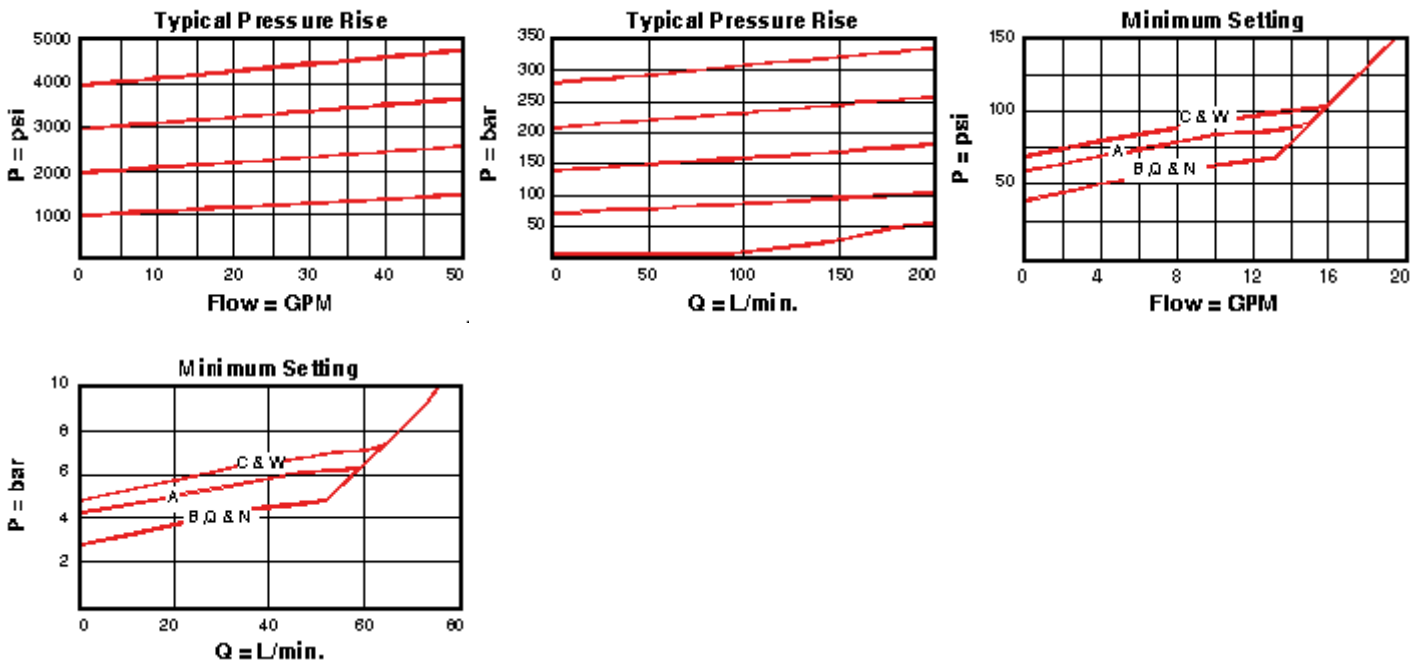 Typical Pressure Rise
5000
4000
3000
2000
1000
P = psi
0 10 20 30 40 50
Flow = GPM
Typical Pressure Rise
350
300
250
200
150
100
50
P = bar
0 50 100 150 200
Q = L/min.
Minimum Setting
150
100
50
P = psi
C & W
A
B,Q & N
0 4 8 12 16 20
Flow = GPM
Minimum Setting
10
8
6
4
2
P = bar
C & W
A
B,Q & N
0 20 40 60 80
Q = L/min.